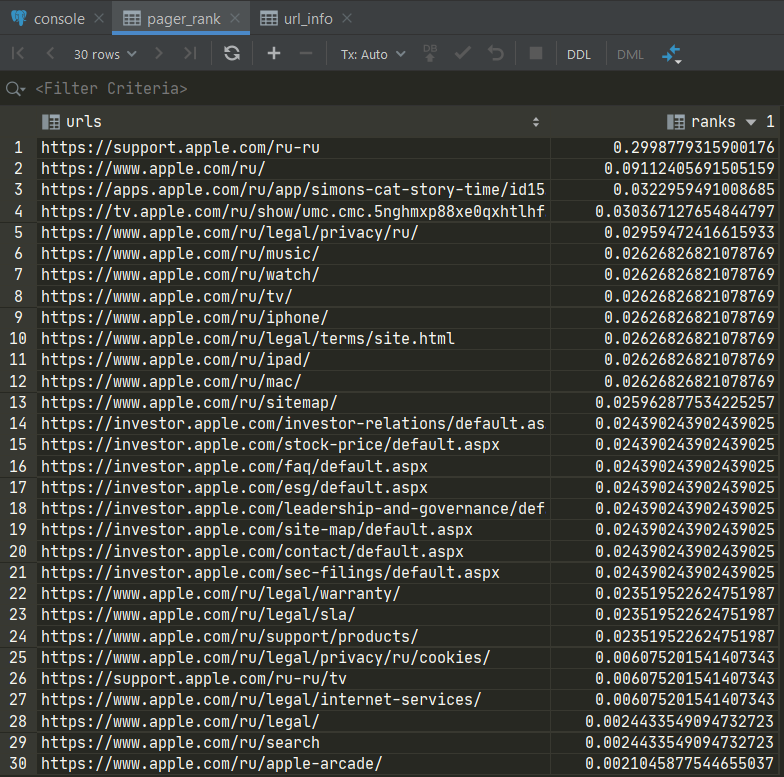 console pager_rank url_info
30 rows Tx: Auto DB DDL DML
<Filter Criteria>
urls ranks 1
1 https://support.apple.com/ru-ru 0.2998779315900176
2 https://www.apple.com/ru/ 0.09112405691505159
3 https://apps.apple.com/ru/app/simons-cat-story-time/id15 0.0322959491008685
4 https://tv.apple.com/ru/show/umc.cmc.5nghmxp88xe0qxhtlhf 0.030367127654844797
5 https://www.apple.com/ru/legal/privacy/ru/ 0.02959472416615933
6 https://www.apple.com/ru/music/ 0.02626826821078769
7 https://www.apple.com/ru/watch/ 0.02626826821078769
8 https://www.apple.com/ru/tv/ 0.02626826821078769
9 https://www.apple.com/ru/iphone/ 0.02626826821078769
10 https://www.apple.com/ru/legal/terms/site.html 0.02626826821078769
11 https://www.apple.com/ru/ipad/ 0.02626826821078769
12 https://www.apple.com/ru/mac/ 0.02626826821078769
13 https://www.apple.com/ru/sitemap/ 0.025962877534225257
14 https://investor.apple.com/investor-relations/default.as 0.024390243902439025
15 https://investor.apple.com/stock-price/default.aspx 0.024390243902439025
16 https://investor.apple.com/faq/default.aspx 0.024390243902439025
17 https://investor.apple.com/esg/default.aspx 0.024390243902439025
18 https://investor.apple.com/leadership-and-governance/def 0.024390243902439025
19 https://investor.apple.com/site-map/default.aspx 0.024390243902439025
20 https://investor.apple.com/contact/default.aspx 0.024390243902439025
21 https://investor.apple.com/sec-filings/default.aspx 0.024390243902439025
22 https://www.apple.com/ru/legal/warranty/ 0.023519522624751987
23 https://www.apple.com/ru/legal/sla/ 0.023519522624751987
24 https://www.apple.com/ru/support/products/ 0.023519522624751987
25 https://www.apple.com/ru/legal/privacy/ru/cookies/ 0.006075201541407343
26 https://support.apple.com/ru-ru/tv 0.006075201541407343
27 https://www.apple.com/ru/legal/internet-services/ 0.006075201541407343
28 https://www.apple.com/ru/legal/ 0.0024433549094732723
29 https://www.apple.com/ru/search 0.0024433549094732723
30 https://www.apple.com/ru/apple-arcade/ 0.0021045877544655037